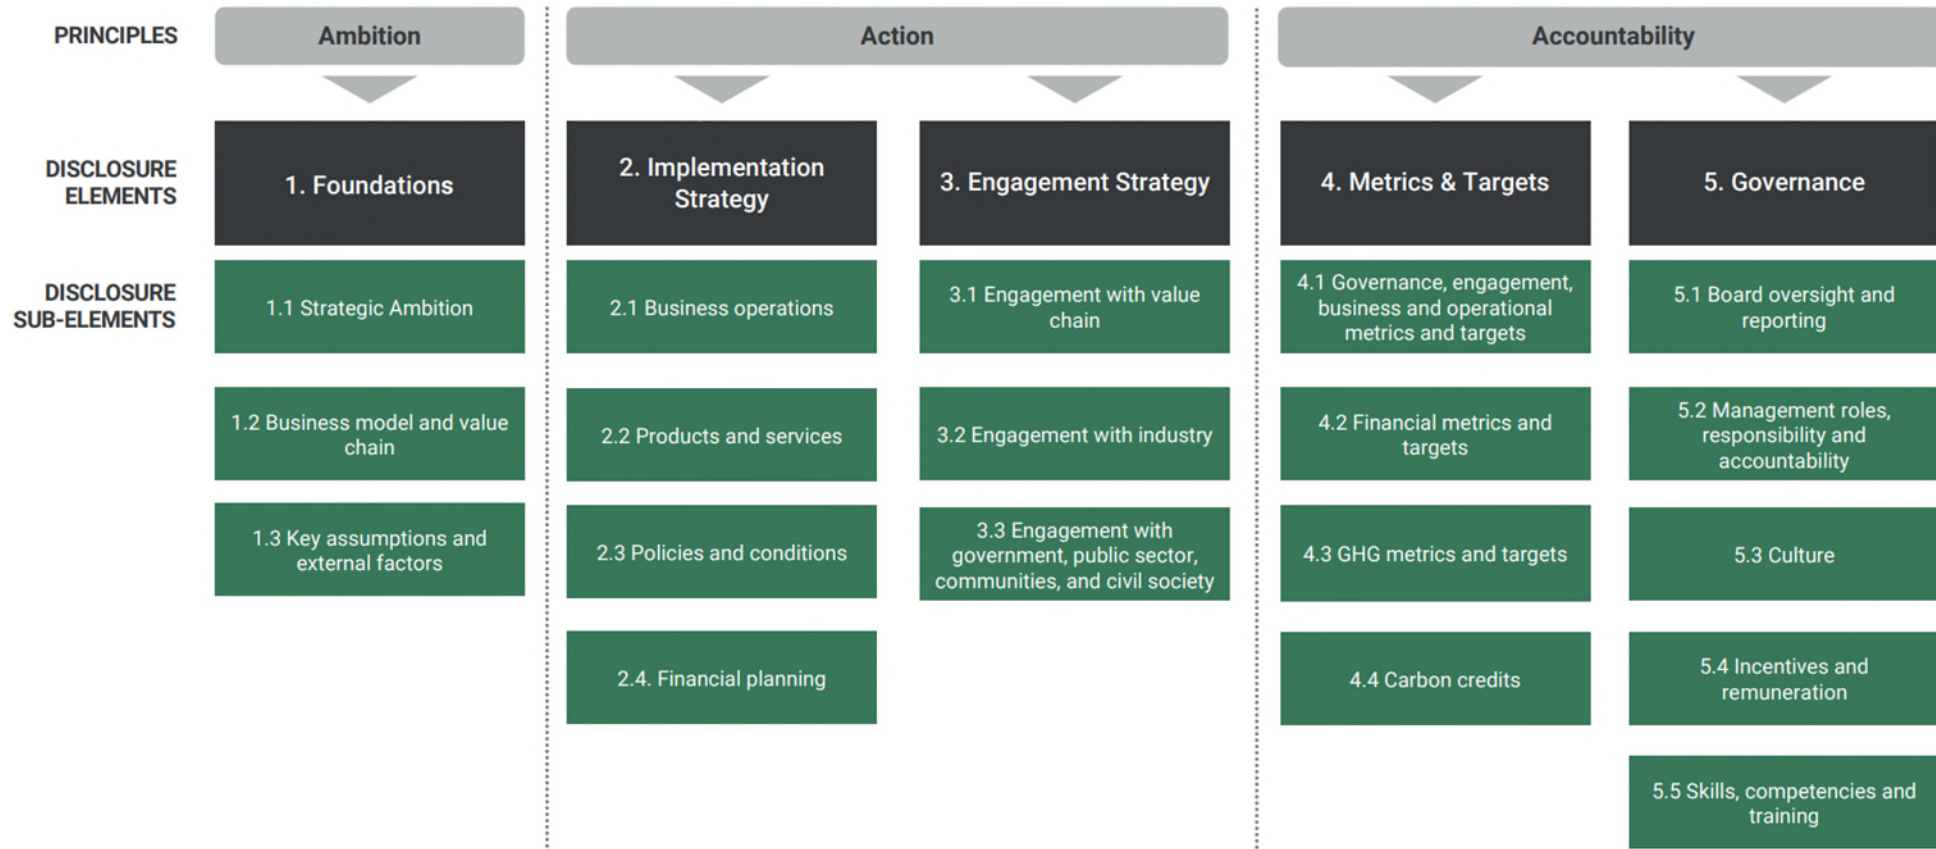 PRINCIPLES
Ambition
Action
Accountability
DISCLOSURE
ELEMENTS
1. Foundations
2. Implementation
Strategy
3. Engagement Strategy
4. Metrics & Targets
5. Governance
DISCLOSURE
SUB-ELEMENTS
1.1 Strategic Ambition
2.1 Business operations
3.1 Engagement with value
chain
4.1 Governance, engagement,
business and operational
metrics and targets
5.1 Board oversight and
reporting
1.2 Business model and value
chain
2.2 Products and services
3.2 Engagement with industry
4.2 Financial metrics and
targets
5.2 Management roles,
responsibility and
accountability
1.3 Key assumptions and
external factors
2.3 Policies and conditions
3.3 Engagement with
government, public sector,
communities, and civil society
4.3 GHG metrics and targets
5.3 Culture
2.4. Financial planning
4.4 Carbon credits
5.4 Incentives and
remuneration
5.5 Skills, competencies and
training